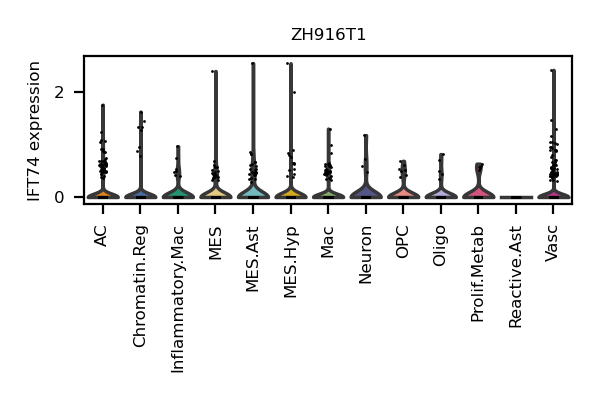 ZH916T1
IFT74 expression
2
0
AC
Chromatin.Reg
Inflammatory.Mac
MES
MES.Ast
MES.Hyp
Mac
Neuron
OPC
Oligo
Prolif.Metab
Reactive.Ast
Vasc